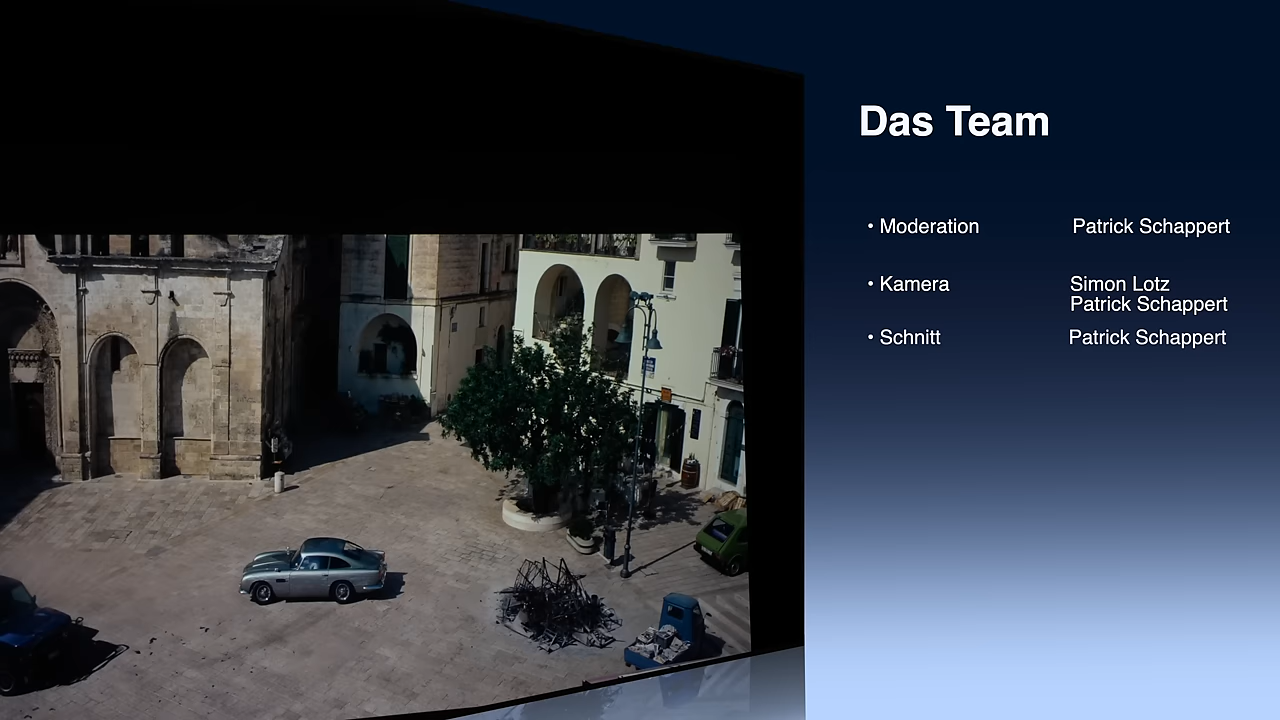 Das Team
• Moderation Patrick Schappert
• Kamera Simon Lotz
Patrick Schappert
• Schnitt Patrick Schappert